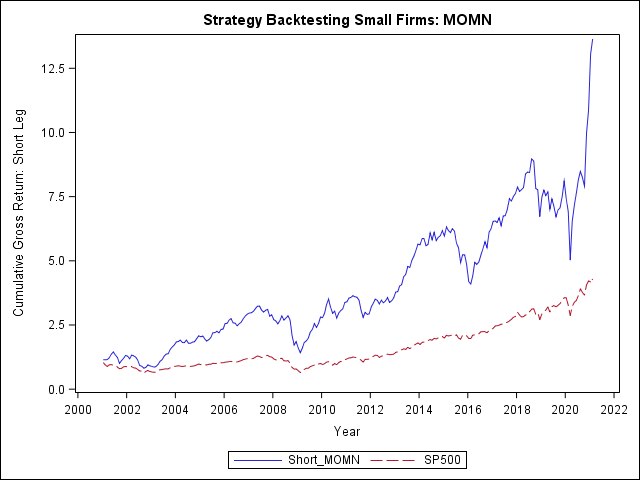 Strategy Backtesting Small Firms: MOMN
Cumulative Gross Return: Short Leg
12.5
10.0
7.5
5.0
2.5
0.0
2000 2002 2004 2006 2008 2010 2012 2014 2016 2018 2020 2022
Year
Short_MOMN SP500